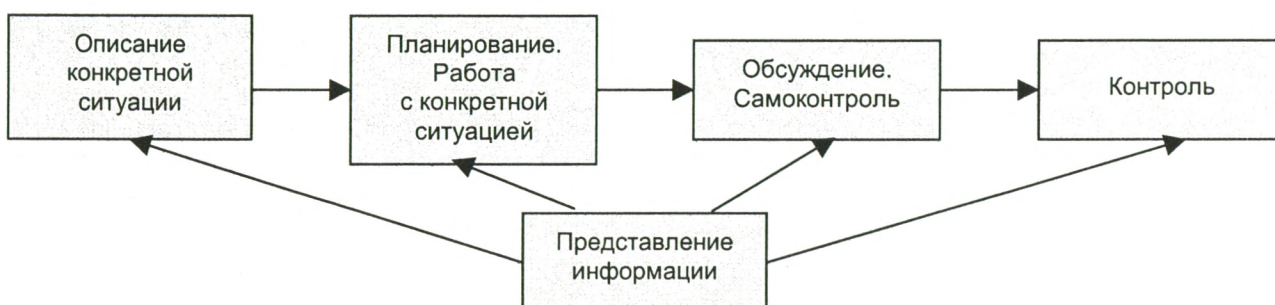 Описание
конкретной
ситуации
Планирование.
Работа
с конкретной
ситуацией
Обсуждение.
Самоконтроль
Контроль
Представление
информации